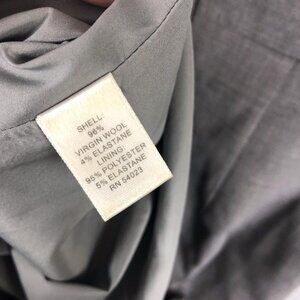 SHELL:
96%
VIRGIN WOOL
4% ELASTANE
LINING:
95% POLYESTER
5% ELASTANE
RN 54023